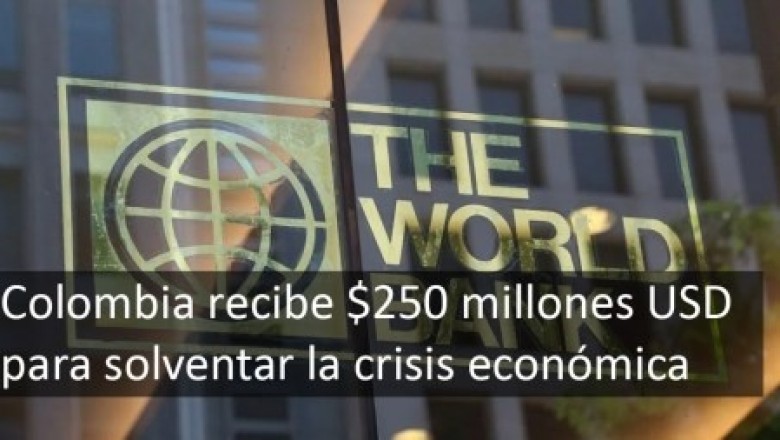 THE
WORLD
BANK
Colombia recibe $250 millones USD
para solventar la crisis económica